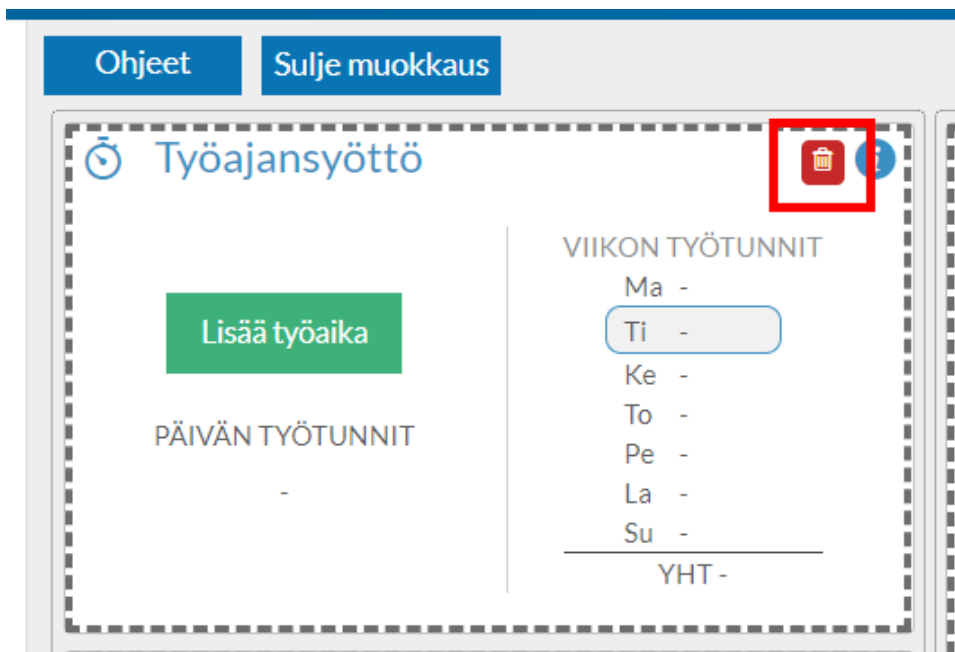 Ohjeet
Sulje muokkaus
Työajansyöttö
Lisää työaika
PÄIVÄN TYÖTUNNIT
-
VIIKON TYÖTUNNIT
Ma -
Ti -
Ke -
To -
Pe -
La -
Su -
YHT -